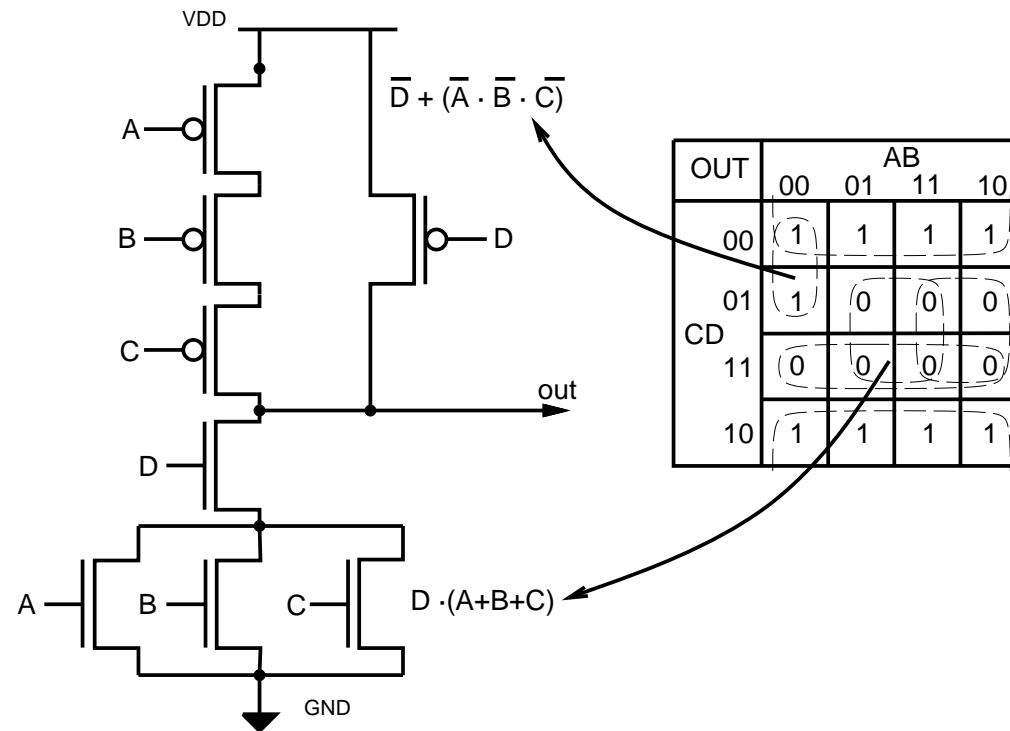 VDD
D̅ + (A̅ · B̅ · C̅)
A
B
D
C
out
D
A
B
C
D ·(A+B+C)
GND
OUT AB
00 01 11 10
00 1 1 1 1
01 1 0 0 0
CD
11 0 0 0 0
10 1 1 1 1